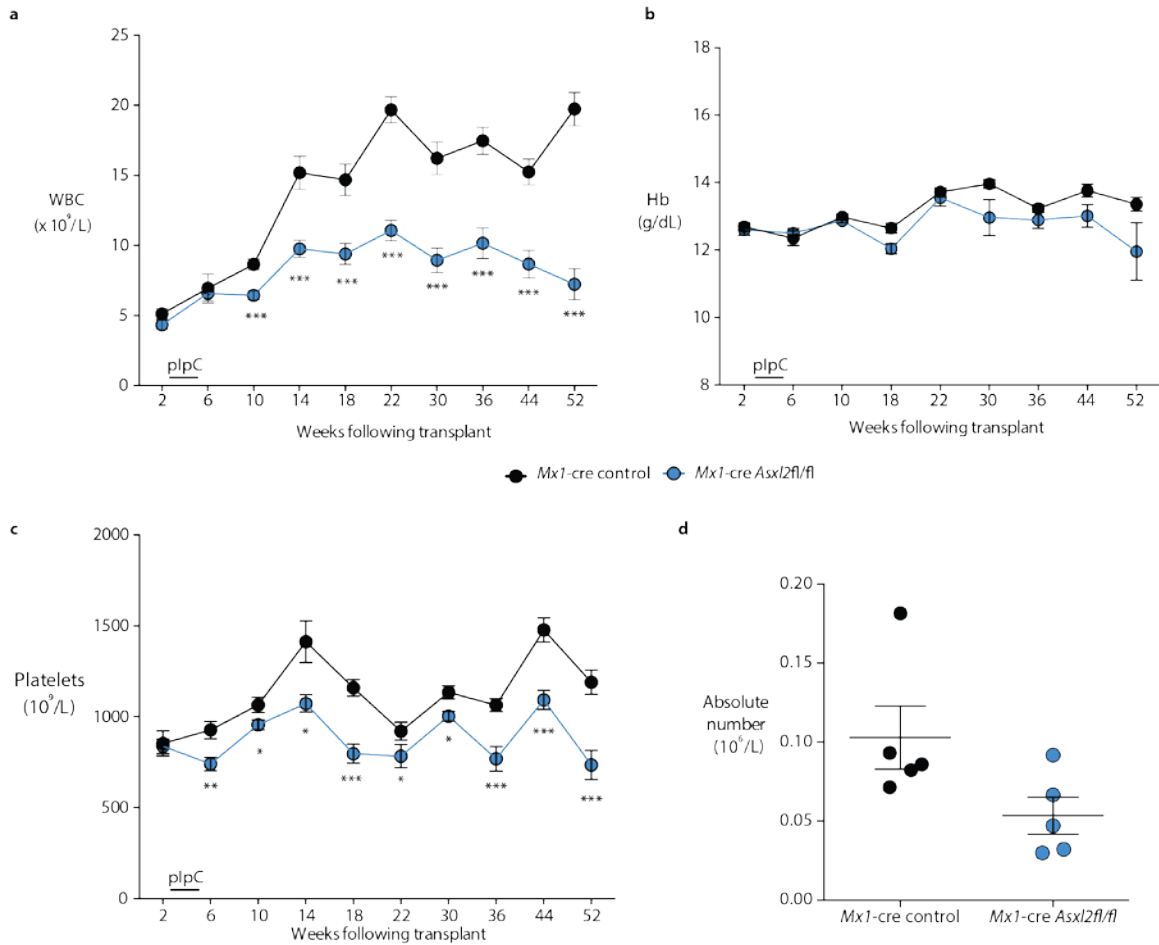 a
25
20
15
10
5
0
WBC
(x 10⁹/L)
***
***
***
***
***
***
***
***
pIpC
2 6 10 14 18 22 30 36 44 52
Weeks following transplant
b
18
16
14
12
10
8
Hb
(g/dL)
pIpC
2 6 10 14 18 22 30 36 44 52
Weeks following transplant
Mx1-cre control Mx1-cre Asxl2fl/fl
c
2000
1500
1000
500
0
Platelets
(10⁹/L)
**
*
*
***
*
*
***
***
***
pIpC
2 6 10 14 18 22 30 36 44 52
Weeks following transplant
d
0.20
0.15
0.10
0.05
0.00
Absolute
number
(10⁶/L)
Mx1-cre control Mx1-cre Asxl2fl/fl